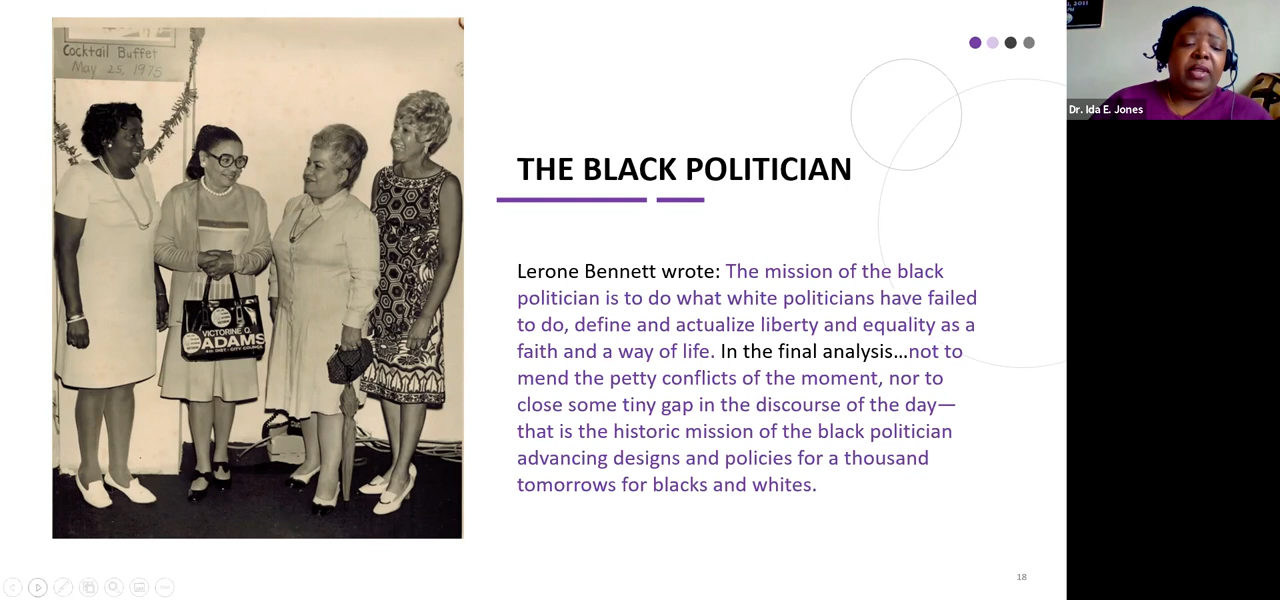 Cocktail Buffet
May 25, 1975
VICTORINE Q.
ADAMS
4th DIST. - CITY COUNCIL
THE BLACK POLITICIAN
Lerone Bennett wrote: The mission of the black
politician is to do what white politicians have failed
to do, define and actualize liberty and equality as a
faith and a way of life. In the final analysis...not to
mend the petty conflicts of the moment, nor to
close some tiny gap in the discourse of the day—
that is the historic mission of the black politician
advancing designs and policies for a thousand
tomorrows for blacks and whites.
18
, 2011
PM
Dr. Ida E. Jones